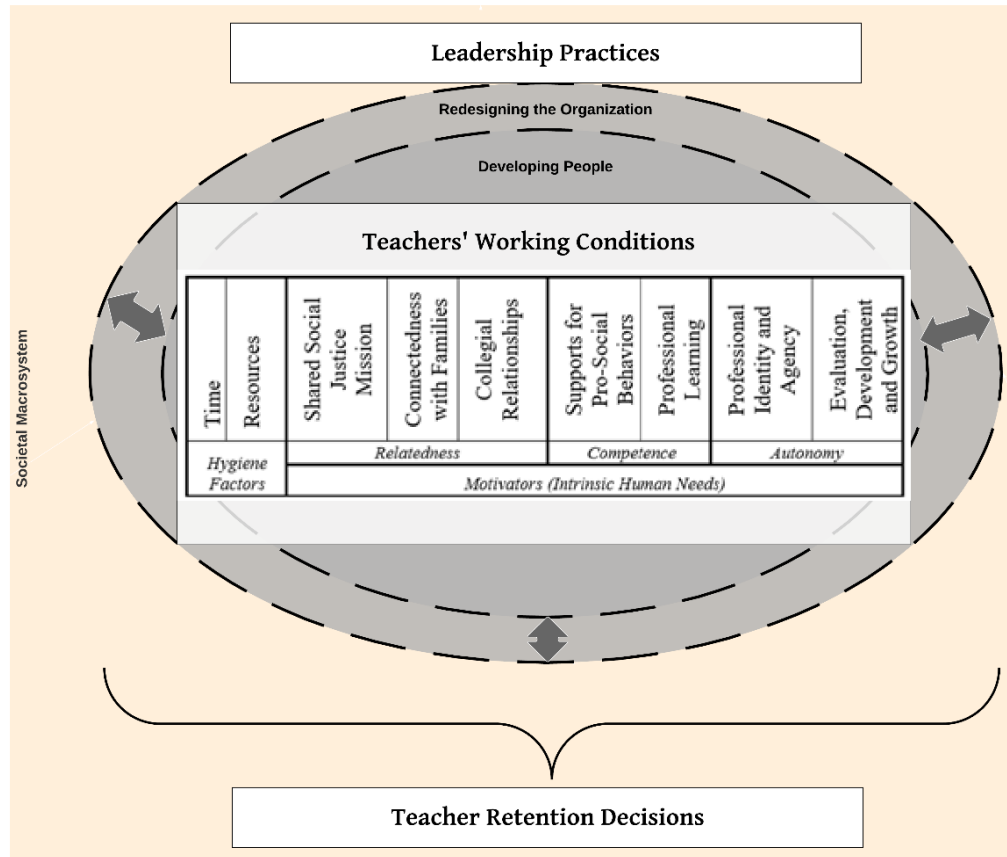 Leadership Practices
Redesigning the Organization
Developing People
Societal Macrosystem
Teachers' Working Conditions
Time
Resources
Shared Social
Justice
Mission
Connectedness
with Families
Collegial
Relationships
Supports for
Pro-Social
Behaviors
Professional
Learning
Professional
Identity and
Agency
Evaluation,
Development
and Growth
Hygiene
Factors
Relatedness
Competence
Autonomy
Motivators (Intrinsic Human Needs)
Teacher Retention Decisions